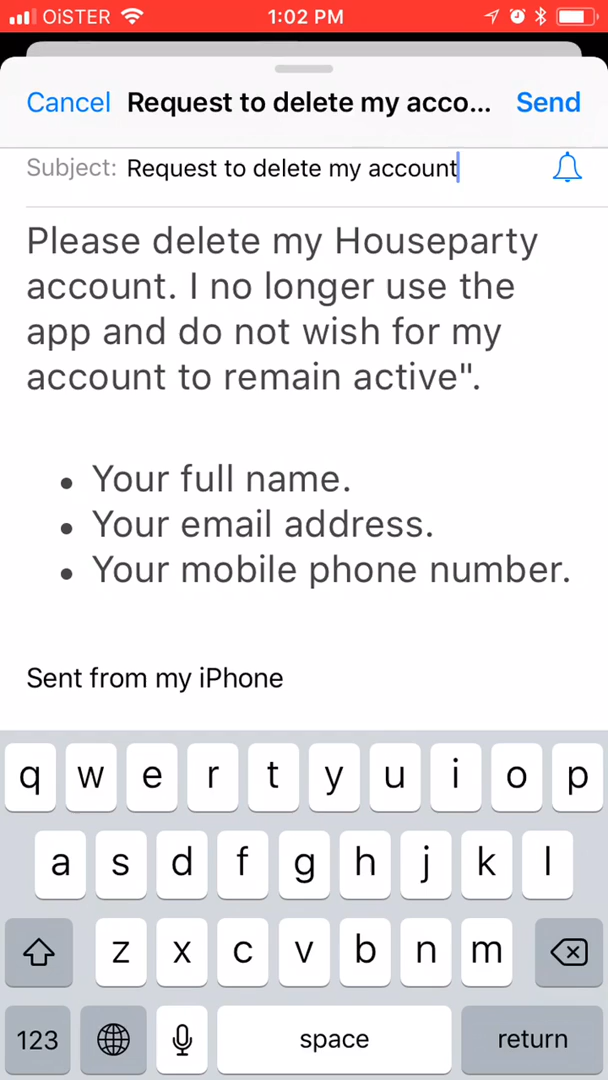 OiSTER 1:02 PM
Cancel Request to delete my acco... Send
Subject: Request to delete my account
Please delete my Houseparty
account. I no longer use the
app and do not wish for my
account to remain active".
• Your full name.
• Your email address.
• Your mobile phone number.
Sent from my iPhone
q w e r t y u i o p
a s d f g h j k l
z x c v b n m
123 space return